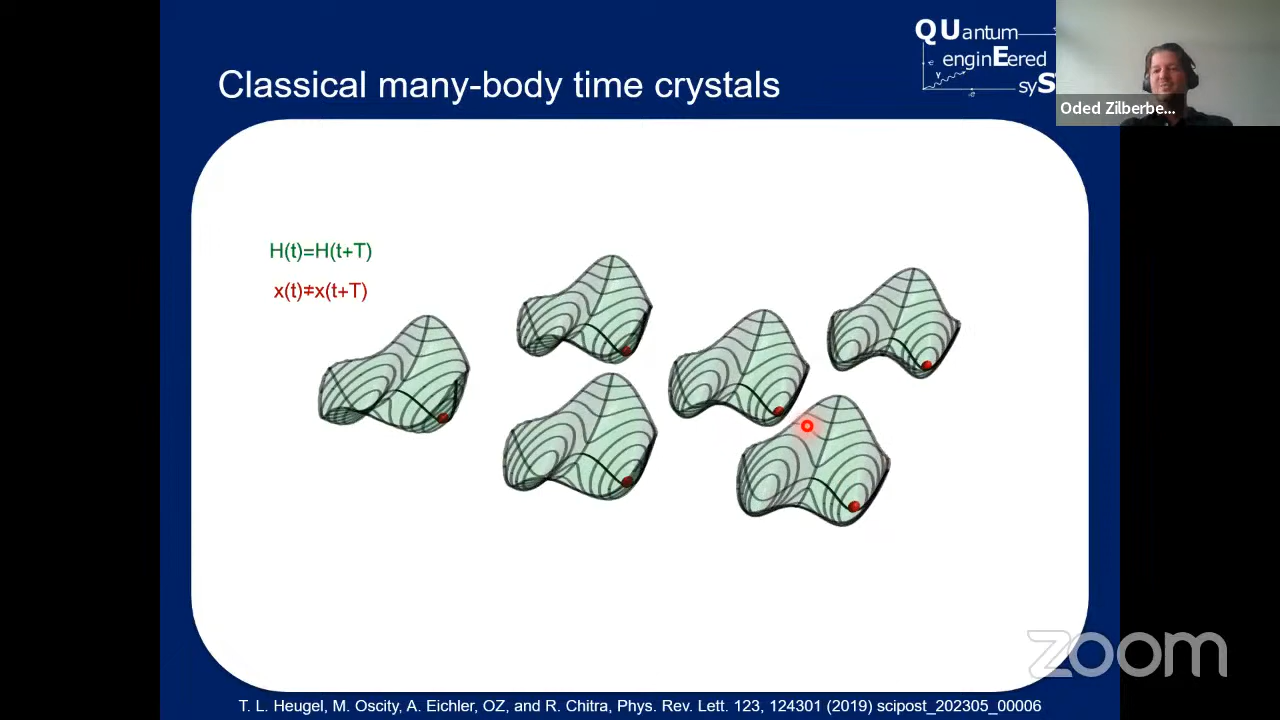 QUantum
enginEered
syS
Classical many-body time crystals
Oded Zilberbe...
H(t)=H(t+T)
x(t)≠x(t+T)
zoom
T. L. Heugel, M. Oscity, A. Eichler, OZ, and R. Chitra, Phys. Rev. Lett. 123, 124301 (2019) scipost_202305_00006